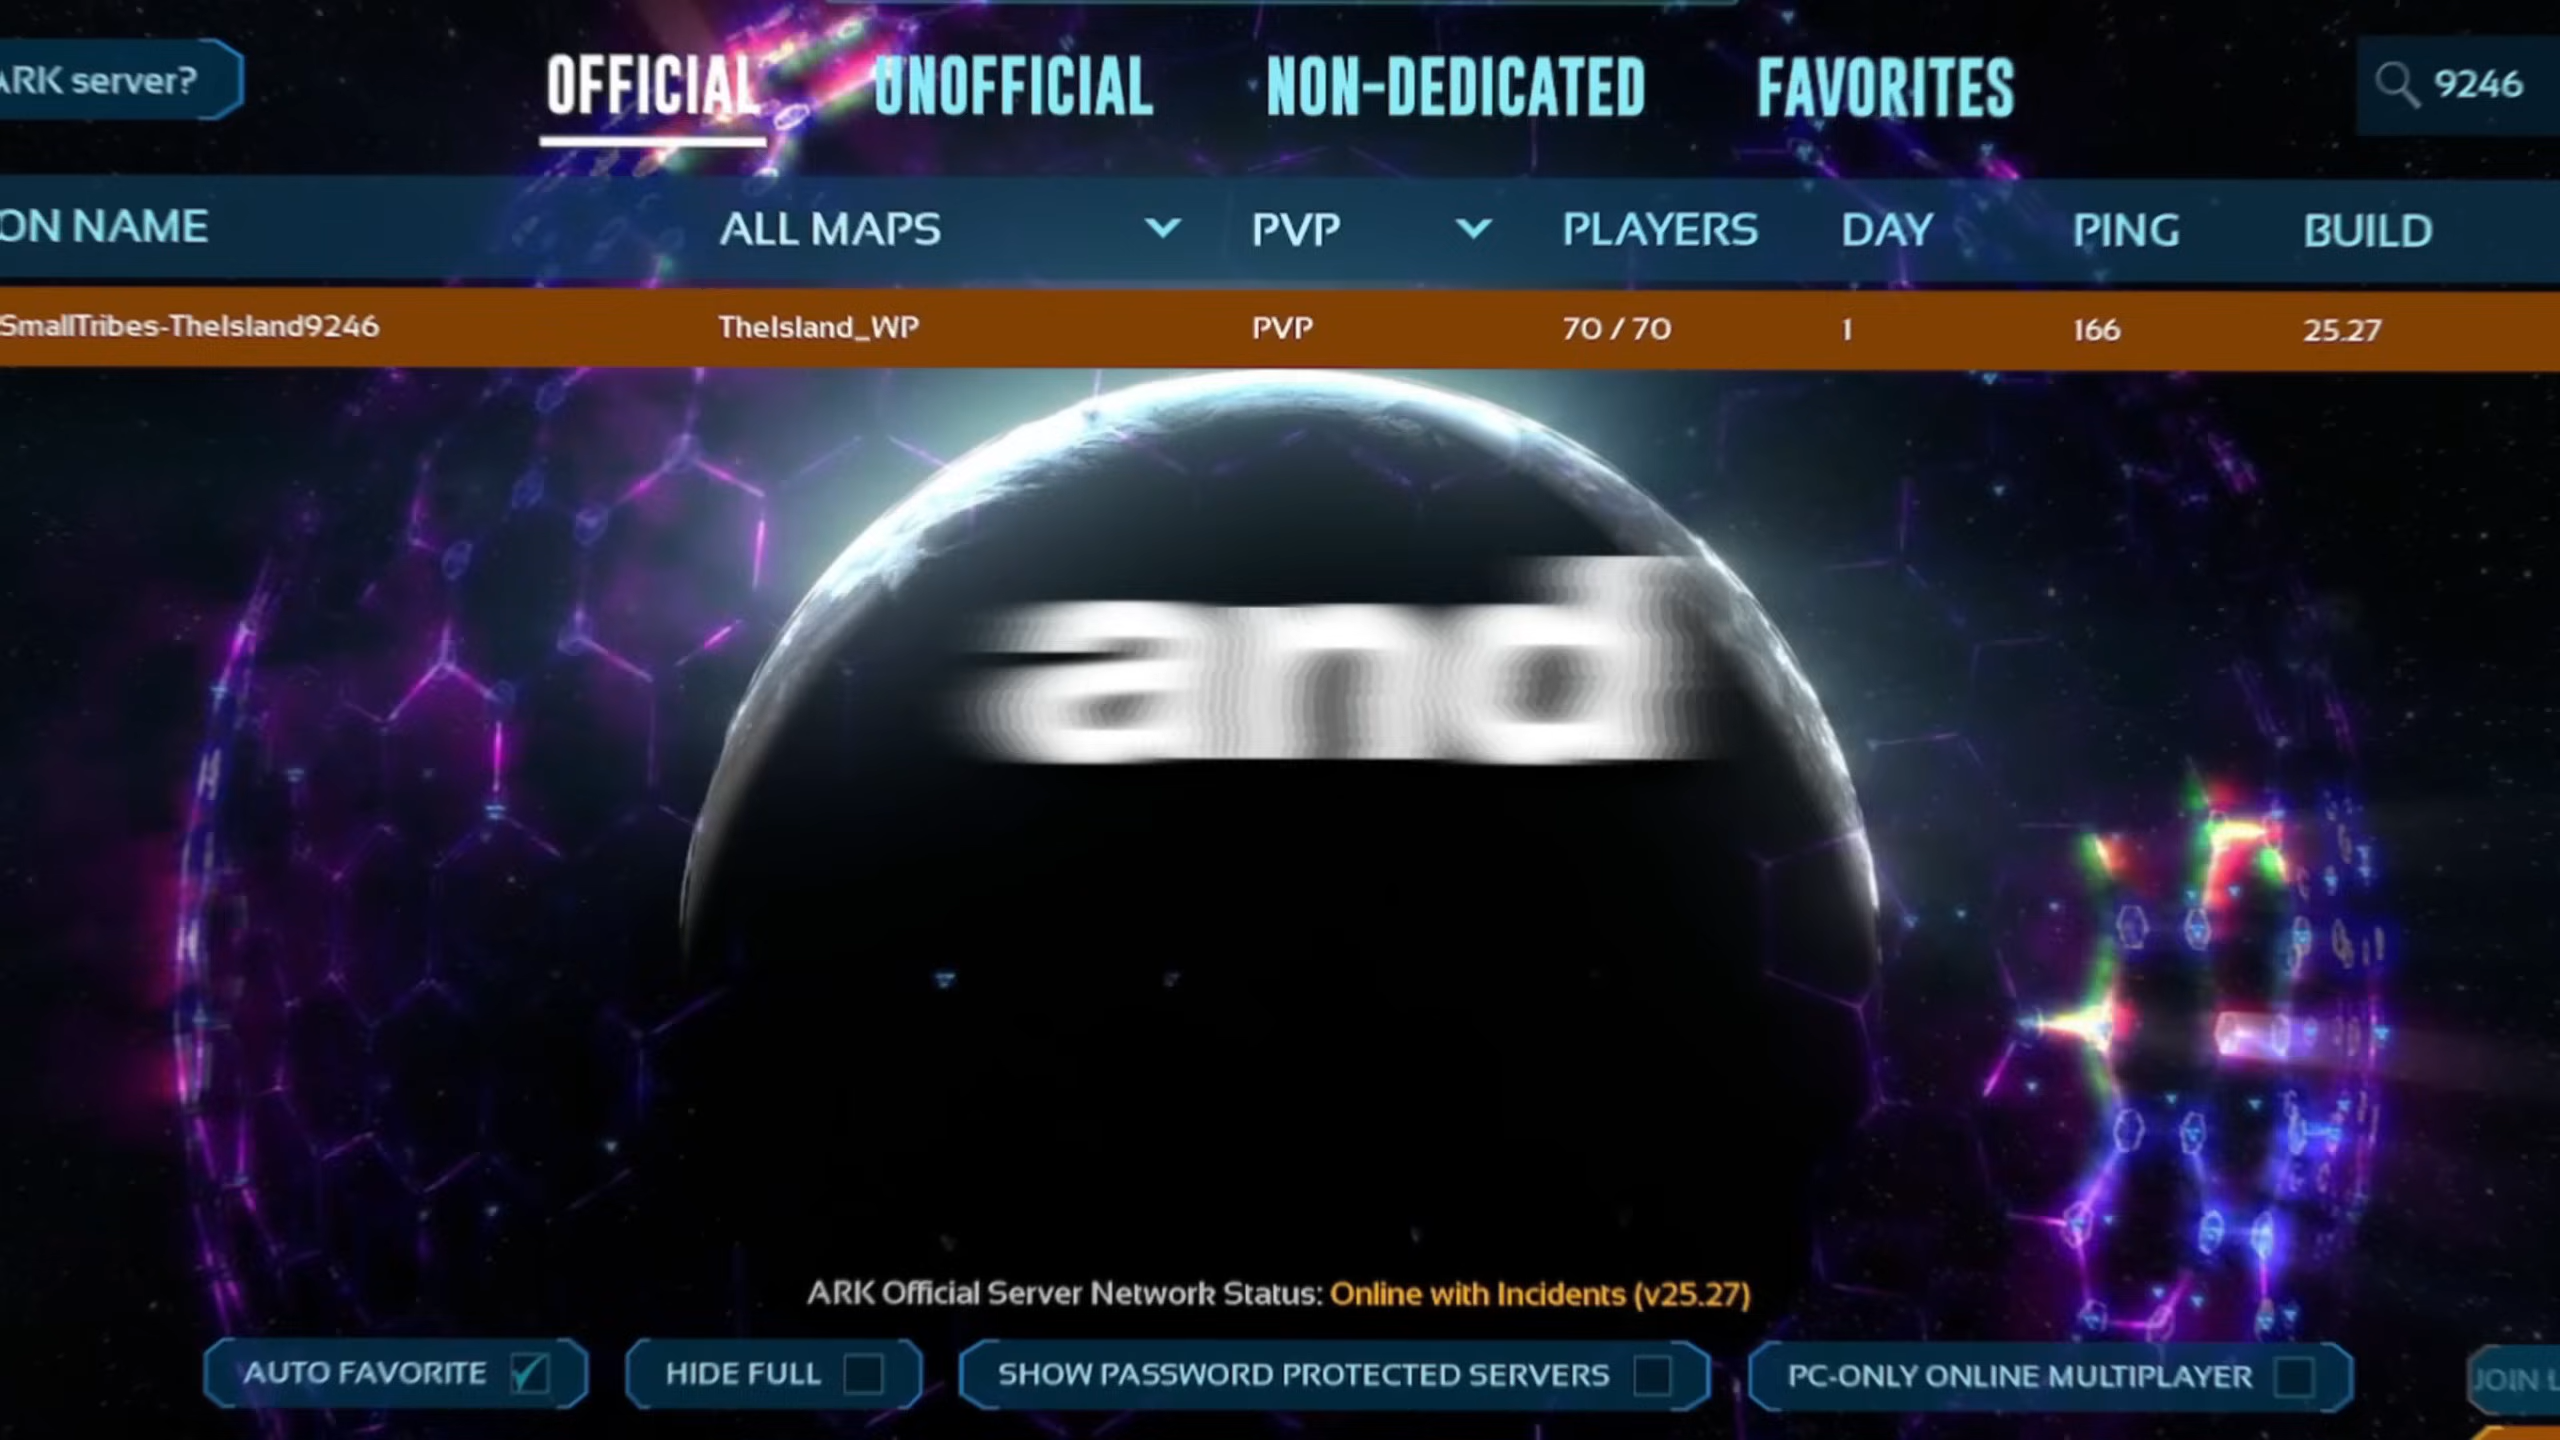 ARK server?
OFFICIAL UNOFFICIAL NON-DEDICATED FAVORITES 9246
ON NAME ALL MAPS PVP PLAYERS DAY PING BUILD
SmallTribes-TheIsland9246 TheIsland_WP PVP 70 / 70 1 166 25.27
and
ARK Official Server Network Status: Online with Incidents (v25.27)
AUTO FAVORITE HIDE FULL SHOW PASSWORD PROTECTED SERVERS PC-ONLY ONLINE MULTIPLAYER JOIN